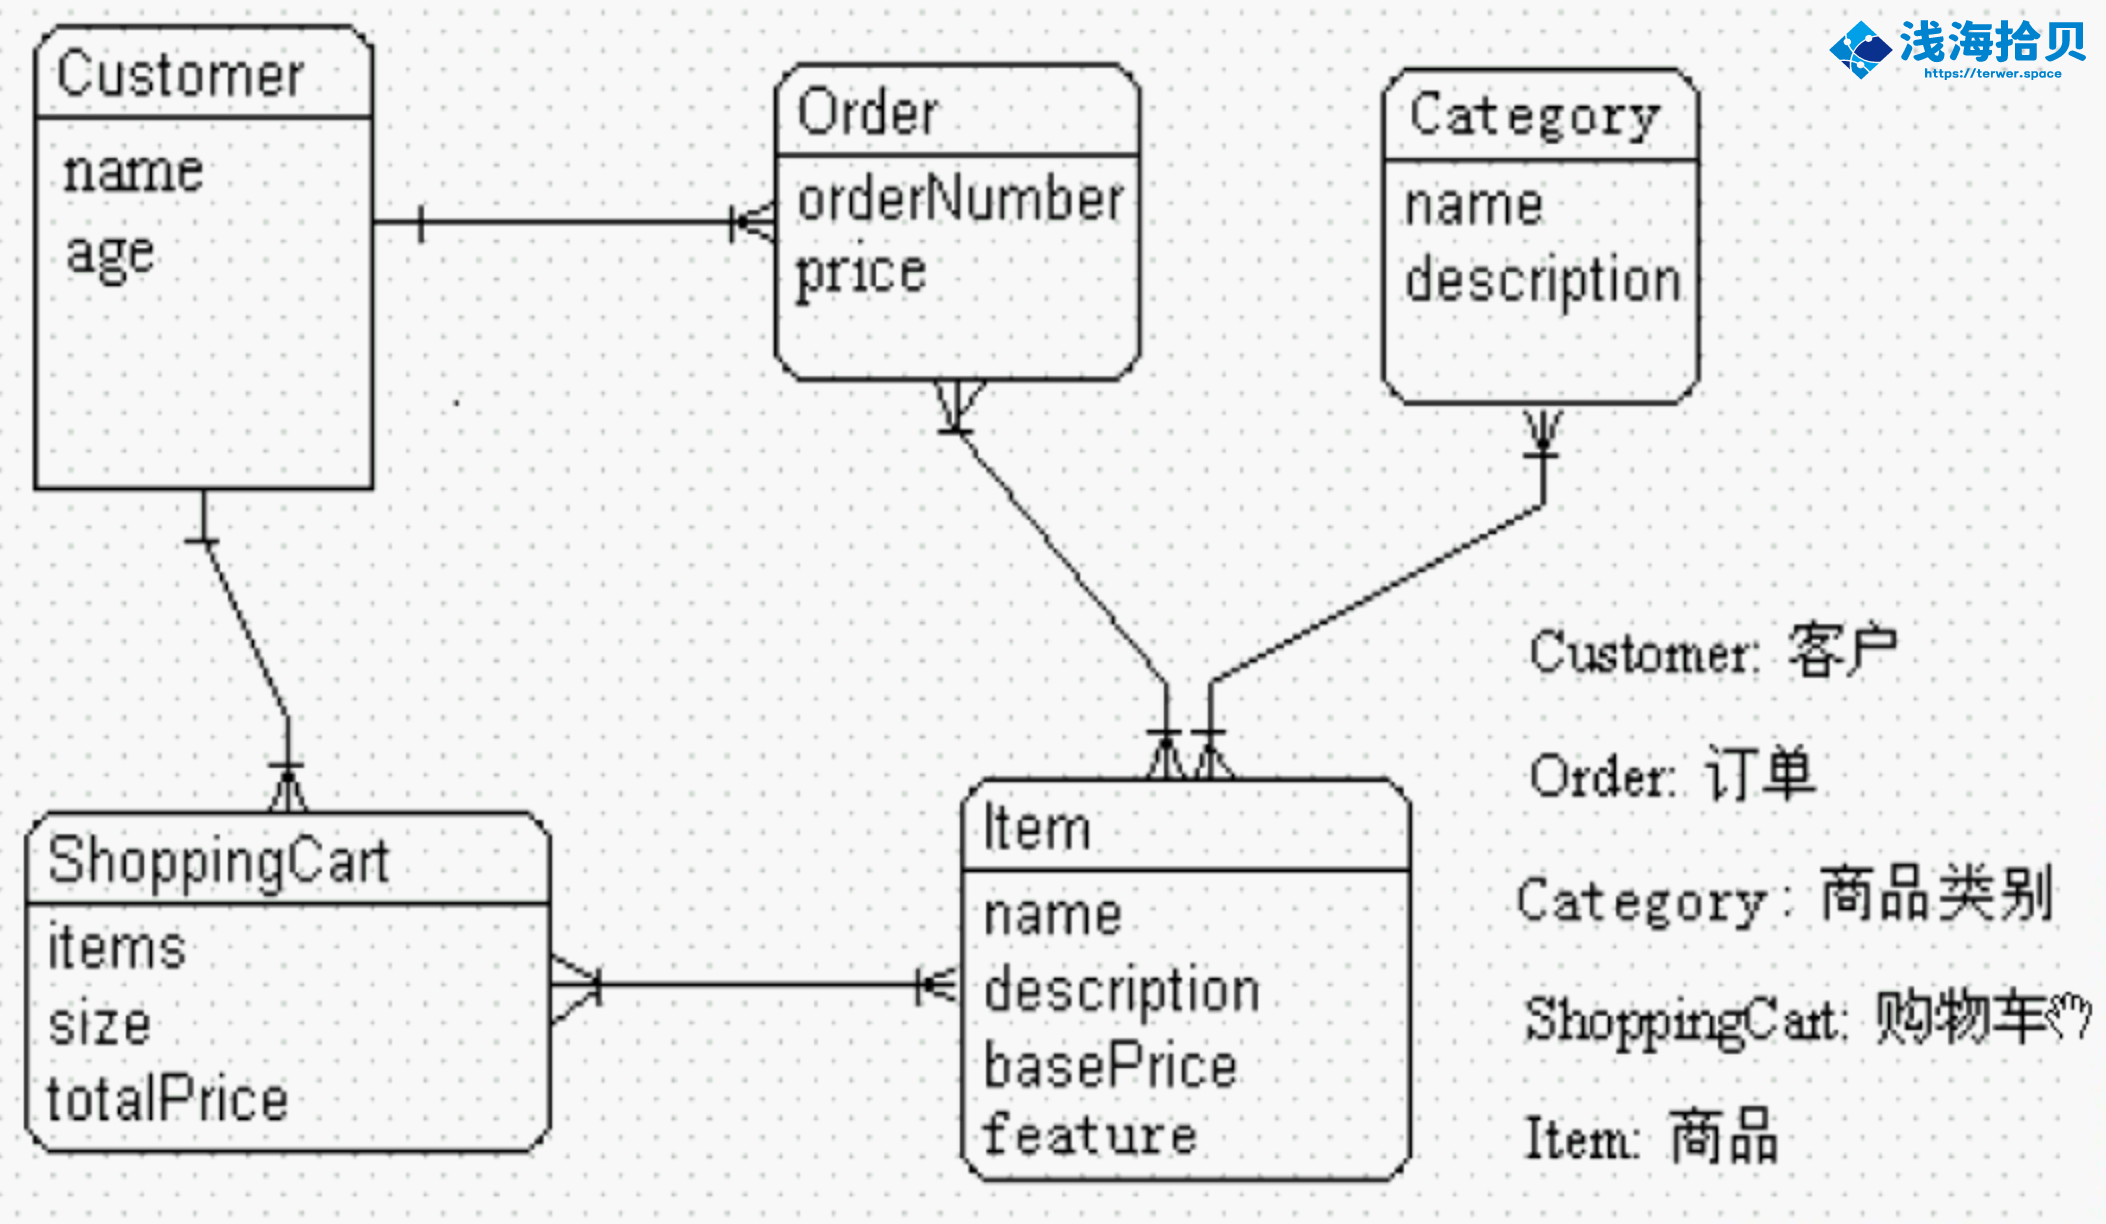 浅海拾贝
https://terwer.space
Customer
name
age
Order
orderNumber
price
Category
name
description
ShoppingCart
items
size
totalPrice
Item
name
description
basePrice
feature
Customer: 客户
Order: 订单
Category: 商品类别
ShoppingCart: 购物车
Item: 商品